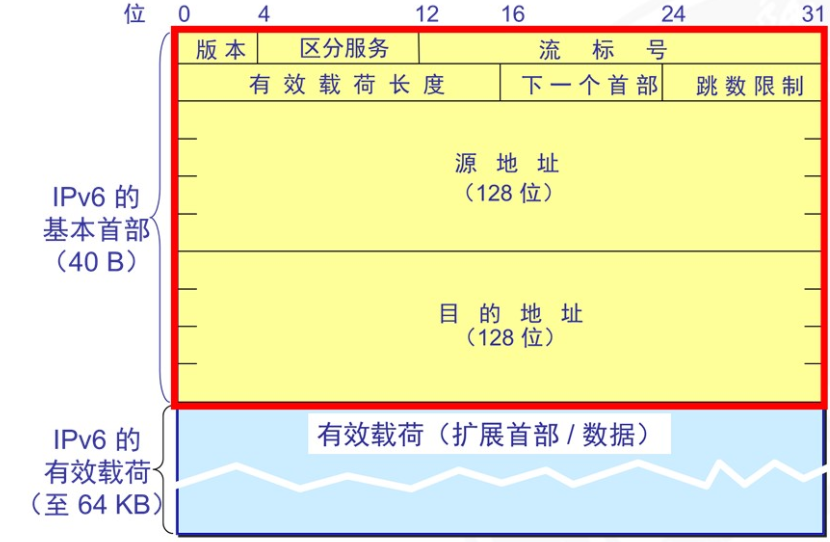 位 0 4 12 16 24 31
版本 区分服务 流标号
有效载荷长度 下一个首部 跳数限制
源地址
（128 位）
IPv6 的
基本首部
（40 B）
目的地址
（128 位）
有效载荷（扩展首部 / 数据）
IPv6 的
有效载荷
（至 64 KB）